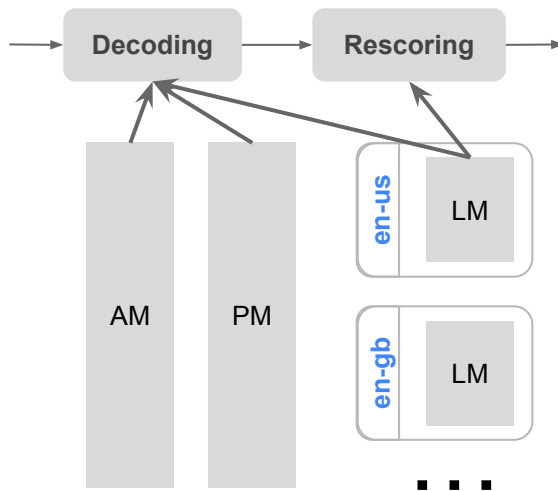 Decoding
Rescoring
AM
PM
en-us
LM
en-gb
LM
...